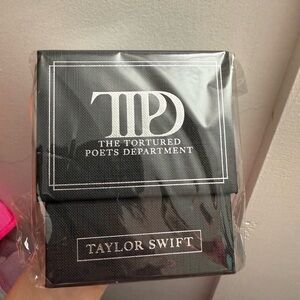 TTPD
THE TORTURED
POETS DEPARTMENT
TAYLOR SWIFT